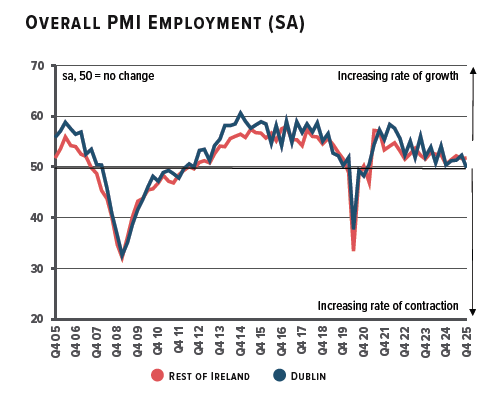 OVERALL PMI EMPLOYMENT (SA)
70
sa, 50 = no change
Increasing rate of growth
60
50
40
30
Increasing rate of contraction
20
Q4 05
Q4 06
Q4 07
Q4 08
Q4 09
Q4 10
Q4 11
Q4 12
Q4 13
Q4 14
Q4 15
Q4 16
Q4 17
Q4 18
Q4 19
Q4 20
Q4 21
Q4 22
Q4 23
Q4 24
Q4 25
REST OF IRELAND
DUBLIN